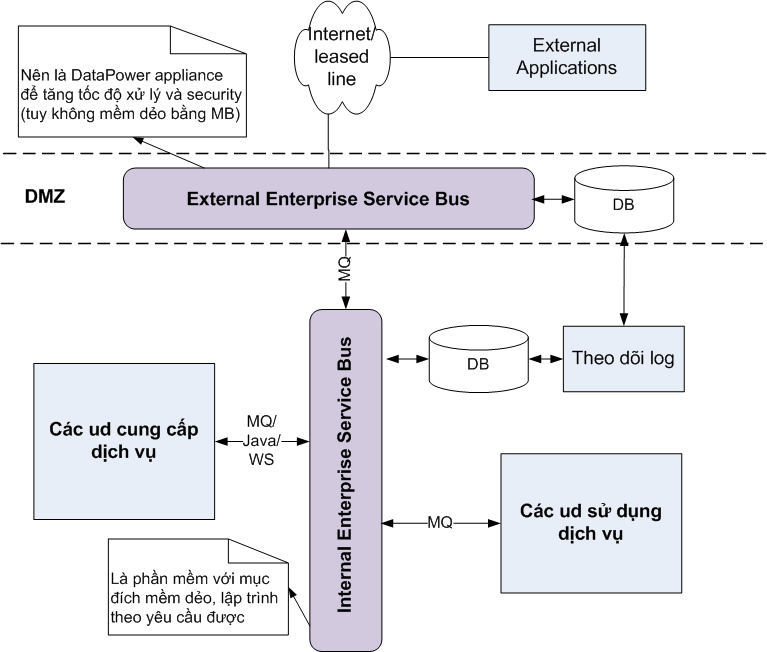 Internet/
leased
line
External
Applications
Nên là DataPower appliance
để tăng tốc độ xử lý và security
(tuy không mềm dẻo bằng MB)
DMZ
External Enterprise Service Bus
DB
MQ
Internal Enterprise Service Bus
DB
Theo dõi log
Các ud cung cấp
dịch vụ
MQ/
Java/
WS
MQ
Các ud sử dụng
dịch vụ
Là phần mềm với mục
đích mềm dẻo, lập trình
theo yêu cầu được